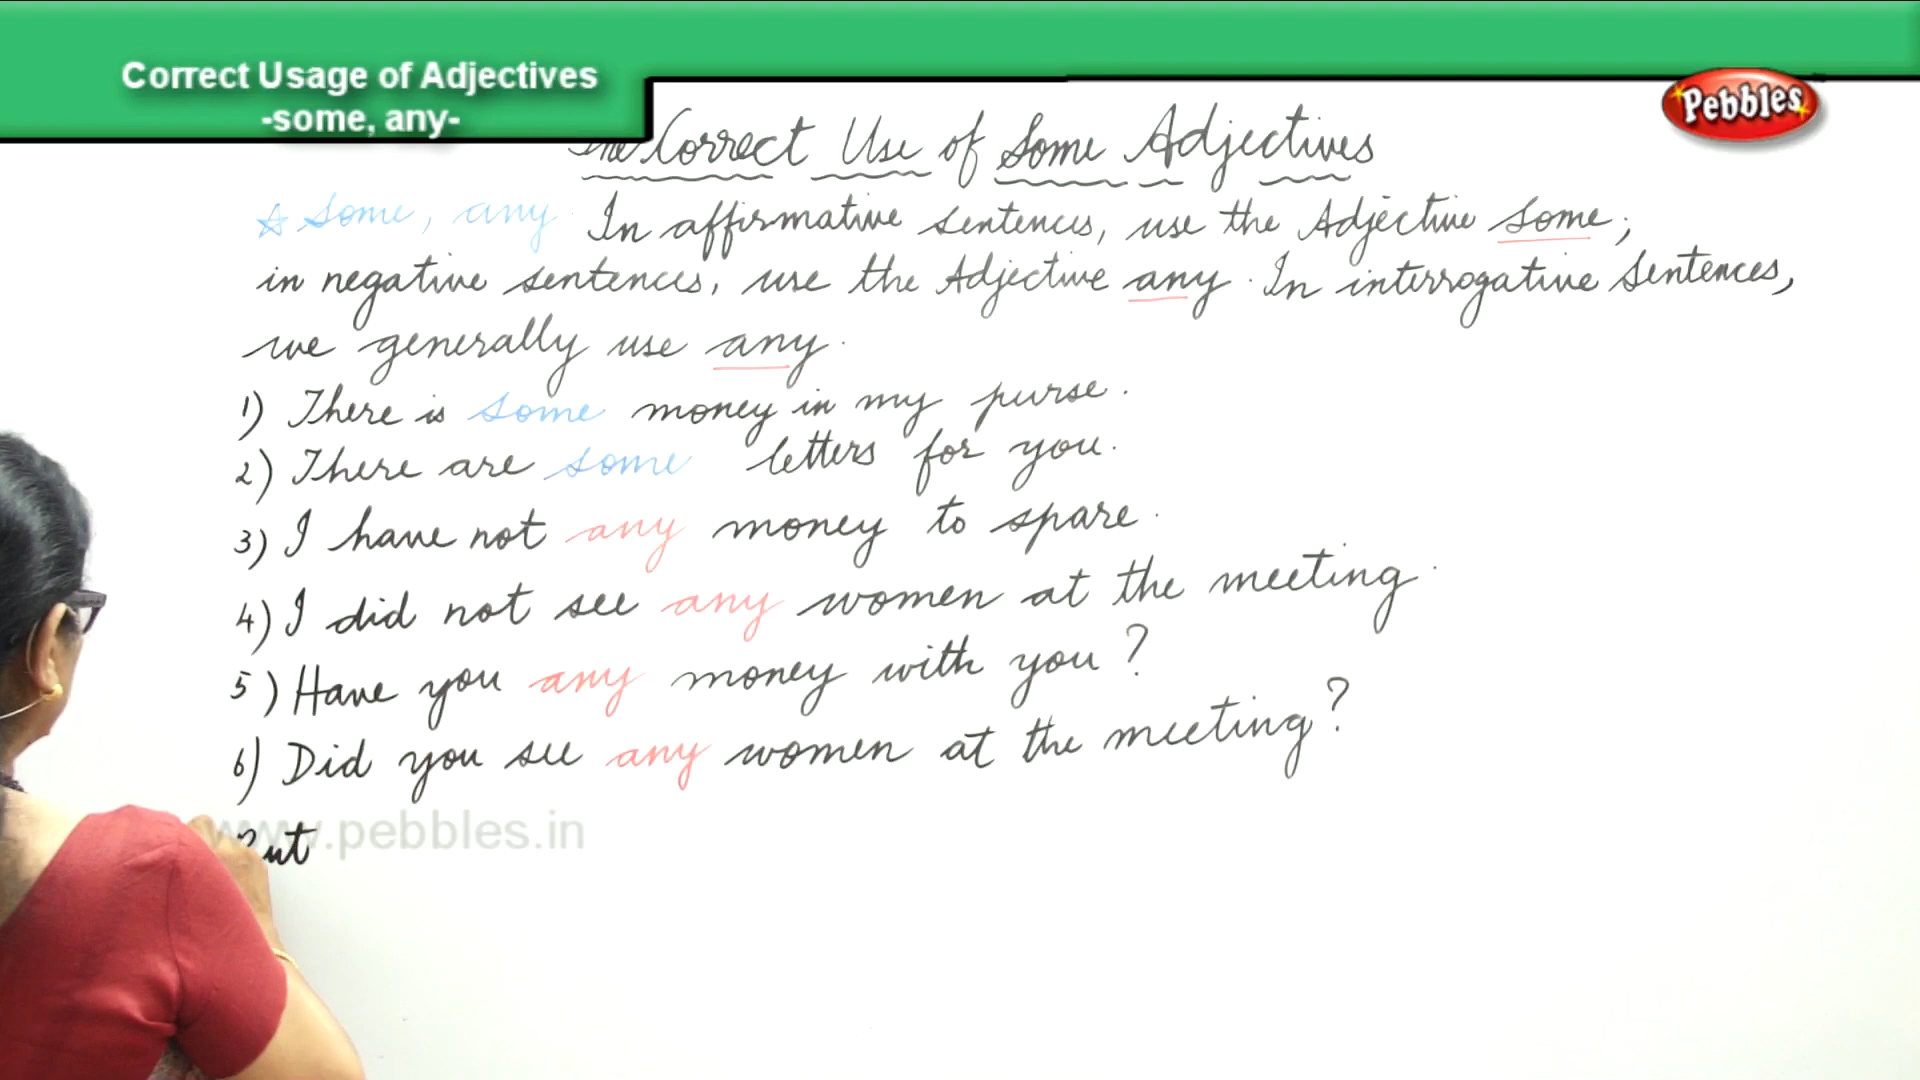 Correct Usage of Adjectives
-some, any-
Pebbles
The Correct Use of Some Adjectives
☆ Some, any. In affirmative sentences, use the Adjective some;
in negative sentences, use the Adjective any. In interrogative Sentences,
we generally use any.
1) There is some money in my purse.
2) There are some letters for you.
3) I have not any money to spare.
4) I did not see any women at the meeting.
5) Have you any money with you?
6) Did you see any women at the meeting?
www.pebbles.in
But